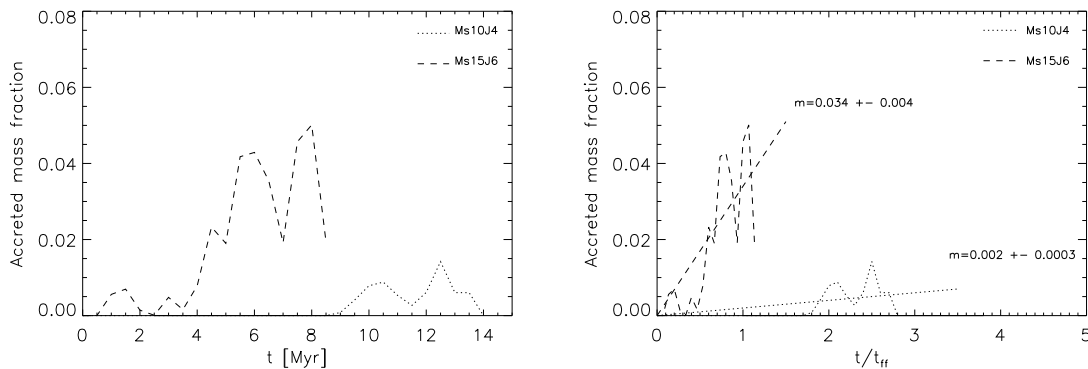 0.08
0.06
0.04
0.02
0.00
Accreted mass fraction
0 2 4 6 8 10 12 14
t [Myr]
Ms10J4
Ms15J6
0.08
0.06
0.04
0.02
0.00
Accreted mass fraction
0 1 2 3 4 5
t/tff
Ms10J4
Ms15J6
m=0.034 +- 0.004
m=0.002 +- 0.0003